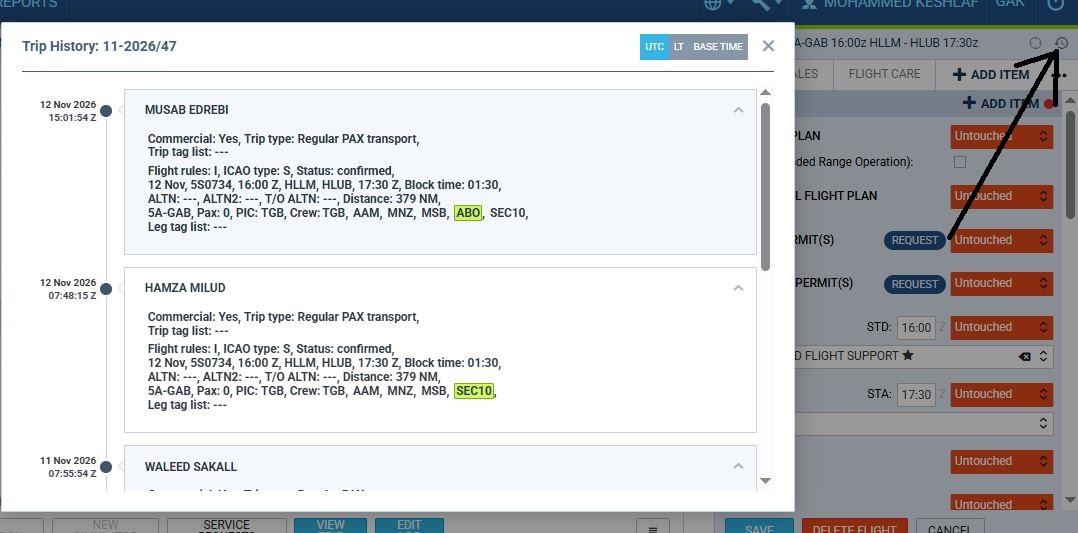 REPORTS
MOHAMMED KESHLAF
GAK
Trip History: 11-2026/47
UTC LT BASE TIME
A-GAB 16:00z HLLM - HLUB 17:30z
ALES FLIGHT CARE + ADD ITEM
+ ADD ITEM
12 Nov 2026
15:01:54 Z
MUSAB EDREBI
Commercial: Yes, Trip type: Regular PAX transport,
Trip tag list: ---
Flight rules: I, ICAO type: S, Status: confirmed,
12 Nov, 5S0734, 16:00 Z, HLLM, HLUB, 17:30 Z, Block time: 01:30,
ALTN: ---, ALTN2: ---, T/O ALTN: ---, Distance: 379 NM,
5A-GAB, Pax: 0, PIC: TGB, Crew: TGB, AAM, MNZ, MSB, ABO, SEC10,
Leg tag list: ---
12 Nov 2026
07:48:15 Z
HAMZA MILUD
Commercial: Yes, Trip type: Regular PAX transport,
Trip tag list: ---
Flight rules: I, ICAO type: S, Status: confirmed,
12 Nov, 5S0734, 16:00 Z, HLLM, HLUB, 17:30 Z, Block time: 01:30,
ALTN: ---, ALTN2: ---, T/O ALTN: ---, Distance: 379 NM,
5A-GAB, Pax: 0, PIC: TGB, Crew: TGB, AAM, MNZ, MSB, SEC10,
Leg tag list: ---
11 Nov 2026
07:55:54 Z
WALEED SAKALL
PLAN Untouched
ded Range Operation):
L FLIGHT PLAN Untouched
RMIT(S) REQUEST Untouched
PERMIT(S) REQUEST Untouched
STD: 16:00 Z Untouched
D FLIGHT SUPPORT
STA: 17:30 Z Untouched
Untouched
Untouched
NEW
SERVICE
REQUESTS
VIEW
EDIT
SAVE DELETE FLIGHT CANCEL